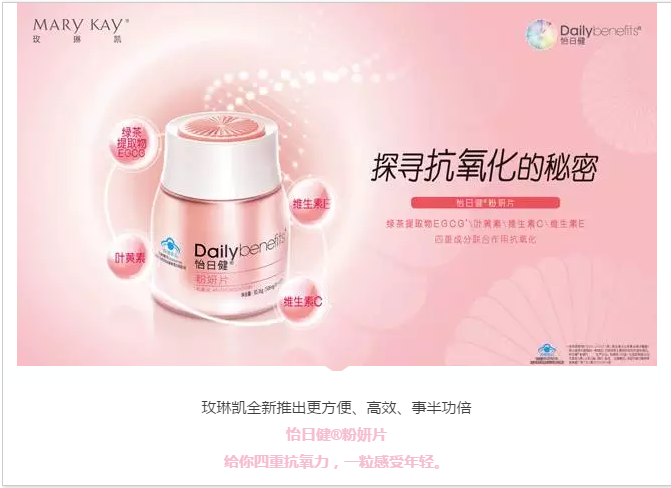 MARY KAY®
玫琳凯
Dailybenefits®
怡日健
绿茶
提取物
EGCG
维生素E
叶黄素
维生素C
Dailybenefits®
怡日健®
粉妍片
探寻抗氧化的秘密
怡日健®粉妍片
绿茶提取物EGCG*\叶黄素\维生素C\维生素E
四重成分联合作用抗氧化
玫琳凯全新推出更方便、高效、事半功倍
怡日健®粉妍片
给你四重抗氧力，一粒感受年轻。